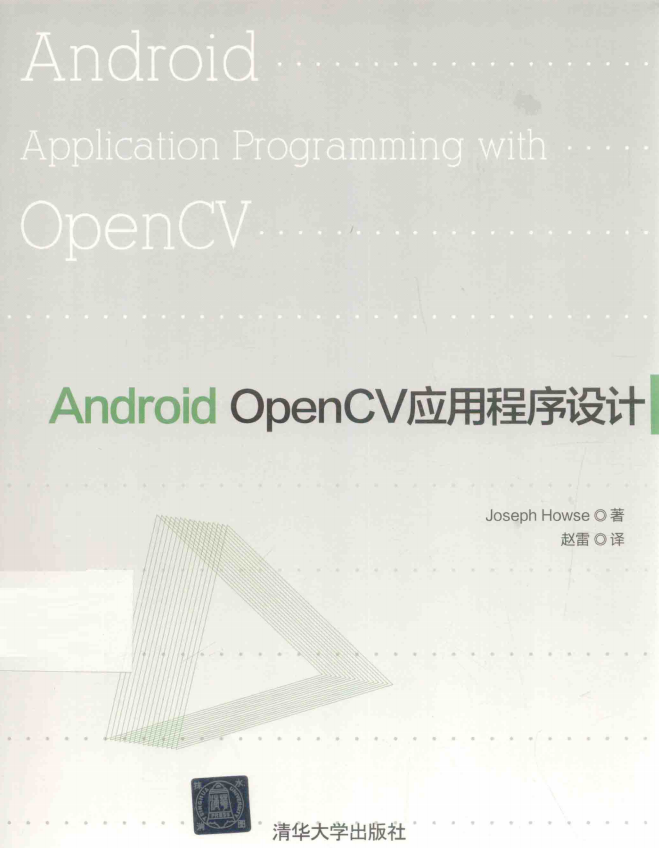 Android
Application Programming with
OpenCV
Android OpenCV应用程序设计
Joseph Howse ◎ 著
赵雷 ◎ 译
清华大学出版社